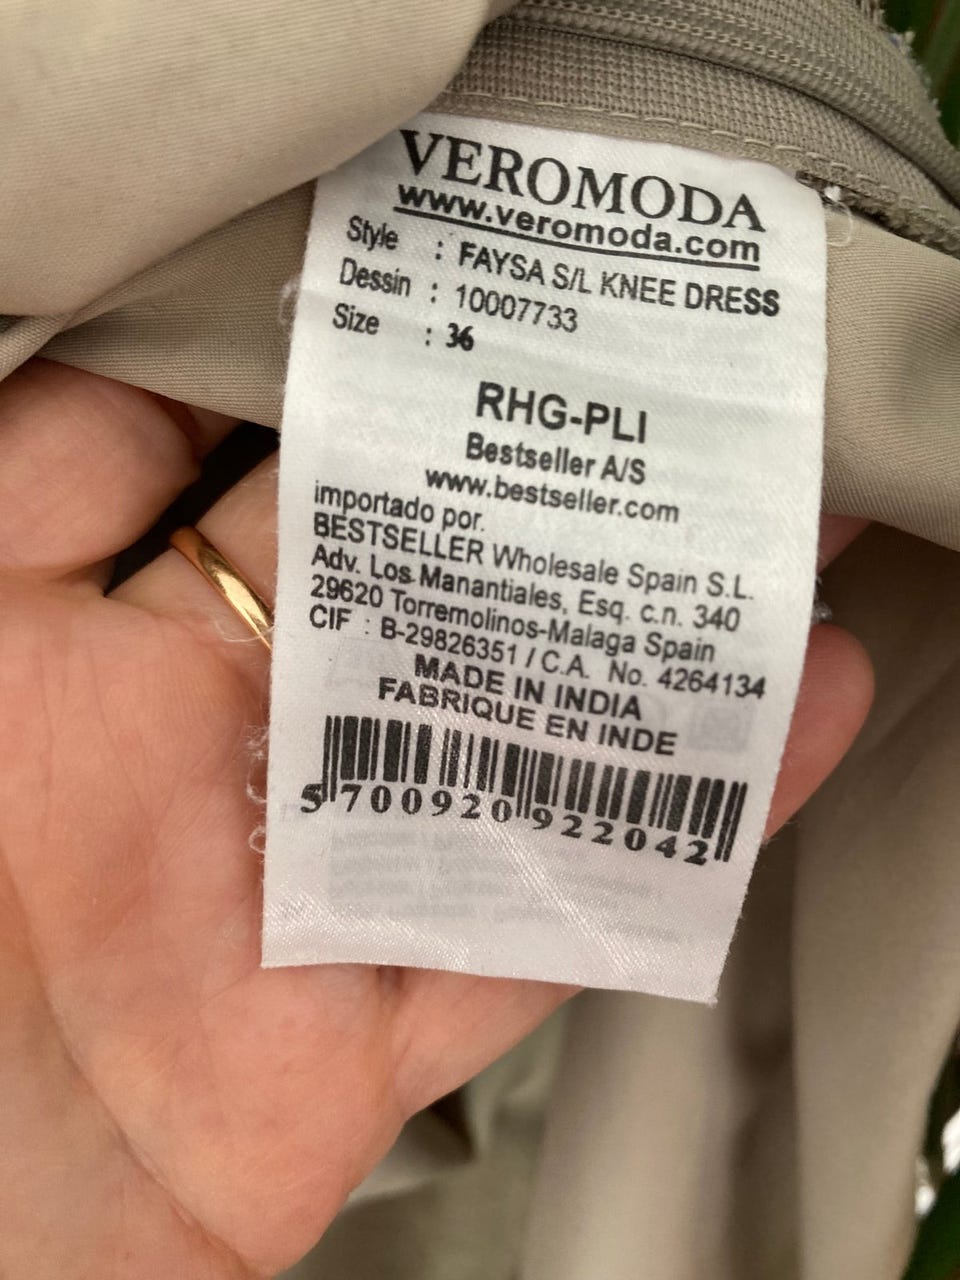 VEROMODA
www.veromoda.com
Style : FAYSA S/L KNEE DRESS
Dessin : 10007733
Size : 36
RHG-PLI
Bestseller A/S
www.bestseller.com
importado por.
BESTSELLER Wholesale Spain S.L.
Adv. Los Manantiales, Esq. c.n. 340
29620 Torremolinos-Malaga Spain
CIF : B-29826351 / C.A. No. 4264134
MADE IN INDIA
FABRIQUE EN INDE
5 700920 922042